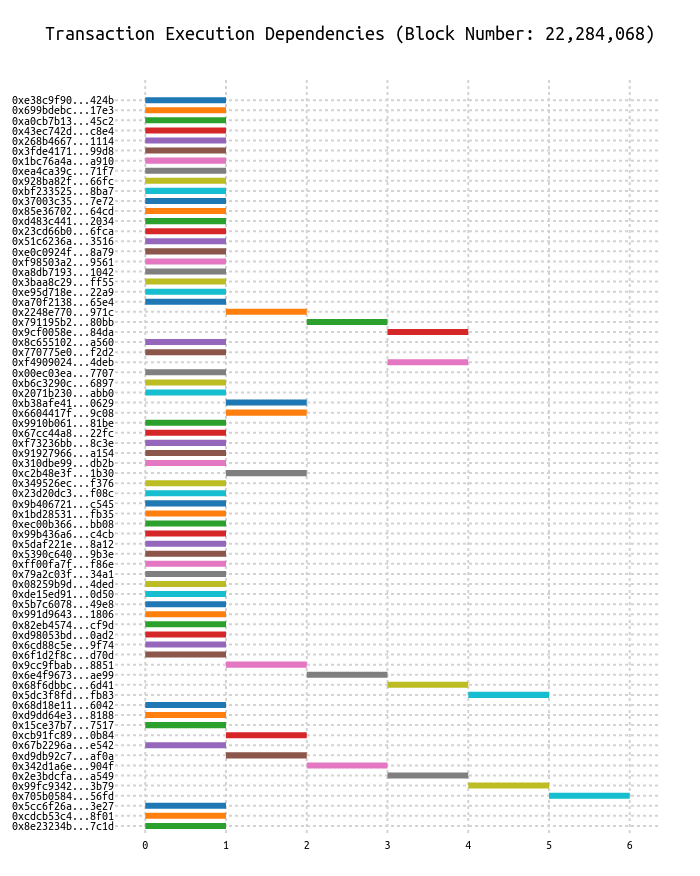 Transaction Execution Dependencies (Block Number: 22,284,068)
0xe38c9f90...424b
0x699bdebc...17e3
0xa0cb7b13...45c2
0x43ec742d...c8e4
0x268b4667...1114
0x3fde4171...99d8
0x1bc76a4a...a910
0xea4ca39c...71f7
0x928ba82f...66fc
0xbf233525...8ba7
0x37003c35...7e72
0x85e36702...64cd
0xd483c441...2034
0x23cd66b0...6fca
0x51c6236a...3516
0xe0c0924f...8a79
0xf98503a2...9561
0xa8db7193...1042
0x3baa8c29...ff55
0xe95d718e...22a9
0xa70f2138...65e4
0x2248e770...971c
0x791195b2...80bb
0x9cf0058e...84da
0x8c655102...a560
0x770775e0...f2d2
0xf4909024...4deb
0x00ec03ea...7707
0xb6c3290c...6897
0x2071b230...abb0
0xb38afe41...0629
0x6604417f...9c08
0x9910b061...81be
0x67cc44a8...22fc
0xf73236bb...8c3e
0x91927966...a154
0x310dbe99...db2b
0xc2b48e3f...1b30
0x349526ec...f376
0x23d20dc3...f08c
0x9b406721...c545
0x1bd28531...fb35
0xec00b366...bb08
0x99b436a6...c4cb
0x5daf221e...8a12
0x5390c640...9b3e
0xff00fa7f...f86e
0x79a2c03f...34a1
0x08259b9d...4ded
0xde15ed91...0d50
0x5b7c6078...49e8
0x991d9643...1806
0x82eb4574...cf9d
0xd98053bd...0ad2
0x6cd88c5e...9f74
0x6f1d2f8c...d70d
0x9cc9fbab...8851
0x6e4f9673...ae99
0x68f6dbbc...6d41
0x5dc3f8fd...fb83
0x68d18e11...6042
0xd9dd64e3...8188
0x15ce37b7...7517
0xcb91fc89...0b84
0x67b2296a...e542
0xd9db92c7...af0a
0x342d1a6e...904f
0x2e3bdcfa...a549
0x99fc9342...3b79
0x705b0584...56fd
0x5cc6f26a...3e27
0xcdcb53c4...8f01
0x8e23234b...7c1d
0 1 2 3 4 5 6